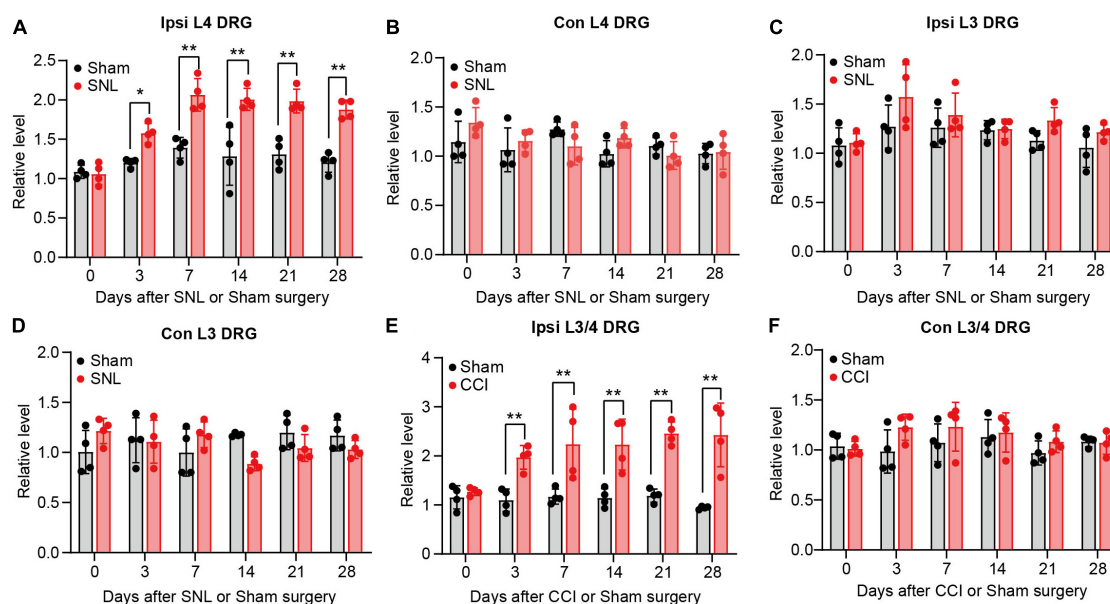 A
Ipsi L4 DRG
Relative level
2.5
2.0
1.5
1.0
0.5
0.0
Sham
SNL
*
**
**
**
**
0 3 7 14 21 28
Days after SNL or Sham surgery
B
Con L4 DRG
Relative level
2.0
1.5
1.0
0.5
0.0
Sham
SNL
0 3 7 14 21 28
Days after SNL or Sham surgery
C
Ipsi L3 DRG
Relative level
2.0
1.5
1.0
0.5
0.0
Sham
SNL
0 3 7 14 21 28
Days after SNL or Sham surgery
D
Con L3 DRG
Relative level
2.0
1.5
1.0
0.5
0.0
Sham
SNL
0 3 7 14 21 28
Days after SNL or Sham surgery
E
Ipsi L3/4 DRG
Relative level
4
3
2
1
0
Sham
CCI
**
**
**
**
**
0 3 7 14 21 28
Days after CCI or Sham surgery
F
Con L3/4 DRG
Relative level
2.0
1.5
1.0
0.5
0.0
Sham
CCI
0 3 7 14 21 28
Days after CCI or Sham surgery